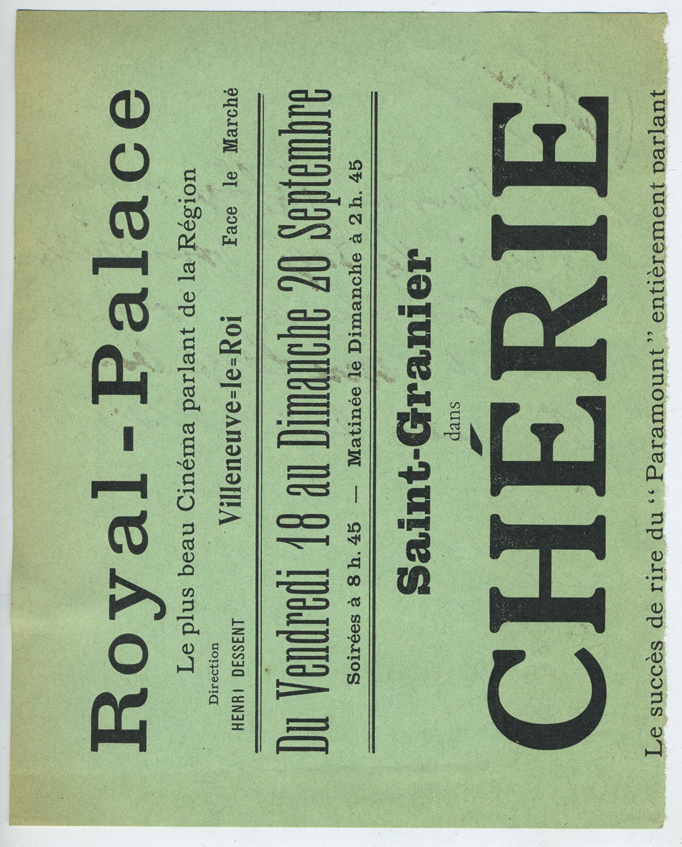 Royal-Palace
Le plus beau Cinéma parlant de la Région
Direction
HENRI DESSENT Villeneuve=le=Roi Face le Marché
Du Vendredi 18 au Dimanche 20 Septembre
Soirées à 8 h. 45 — Matinée le Dimanche à 2 h. 45
Saint-Granier
dans
CHÉRIE
Le succès de rire du “ Paramount ” entièrement parlant